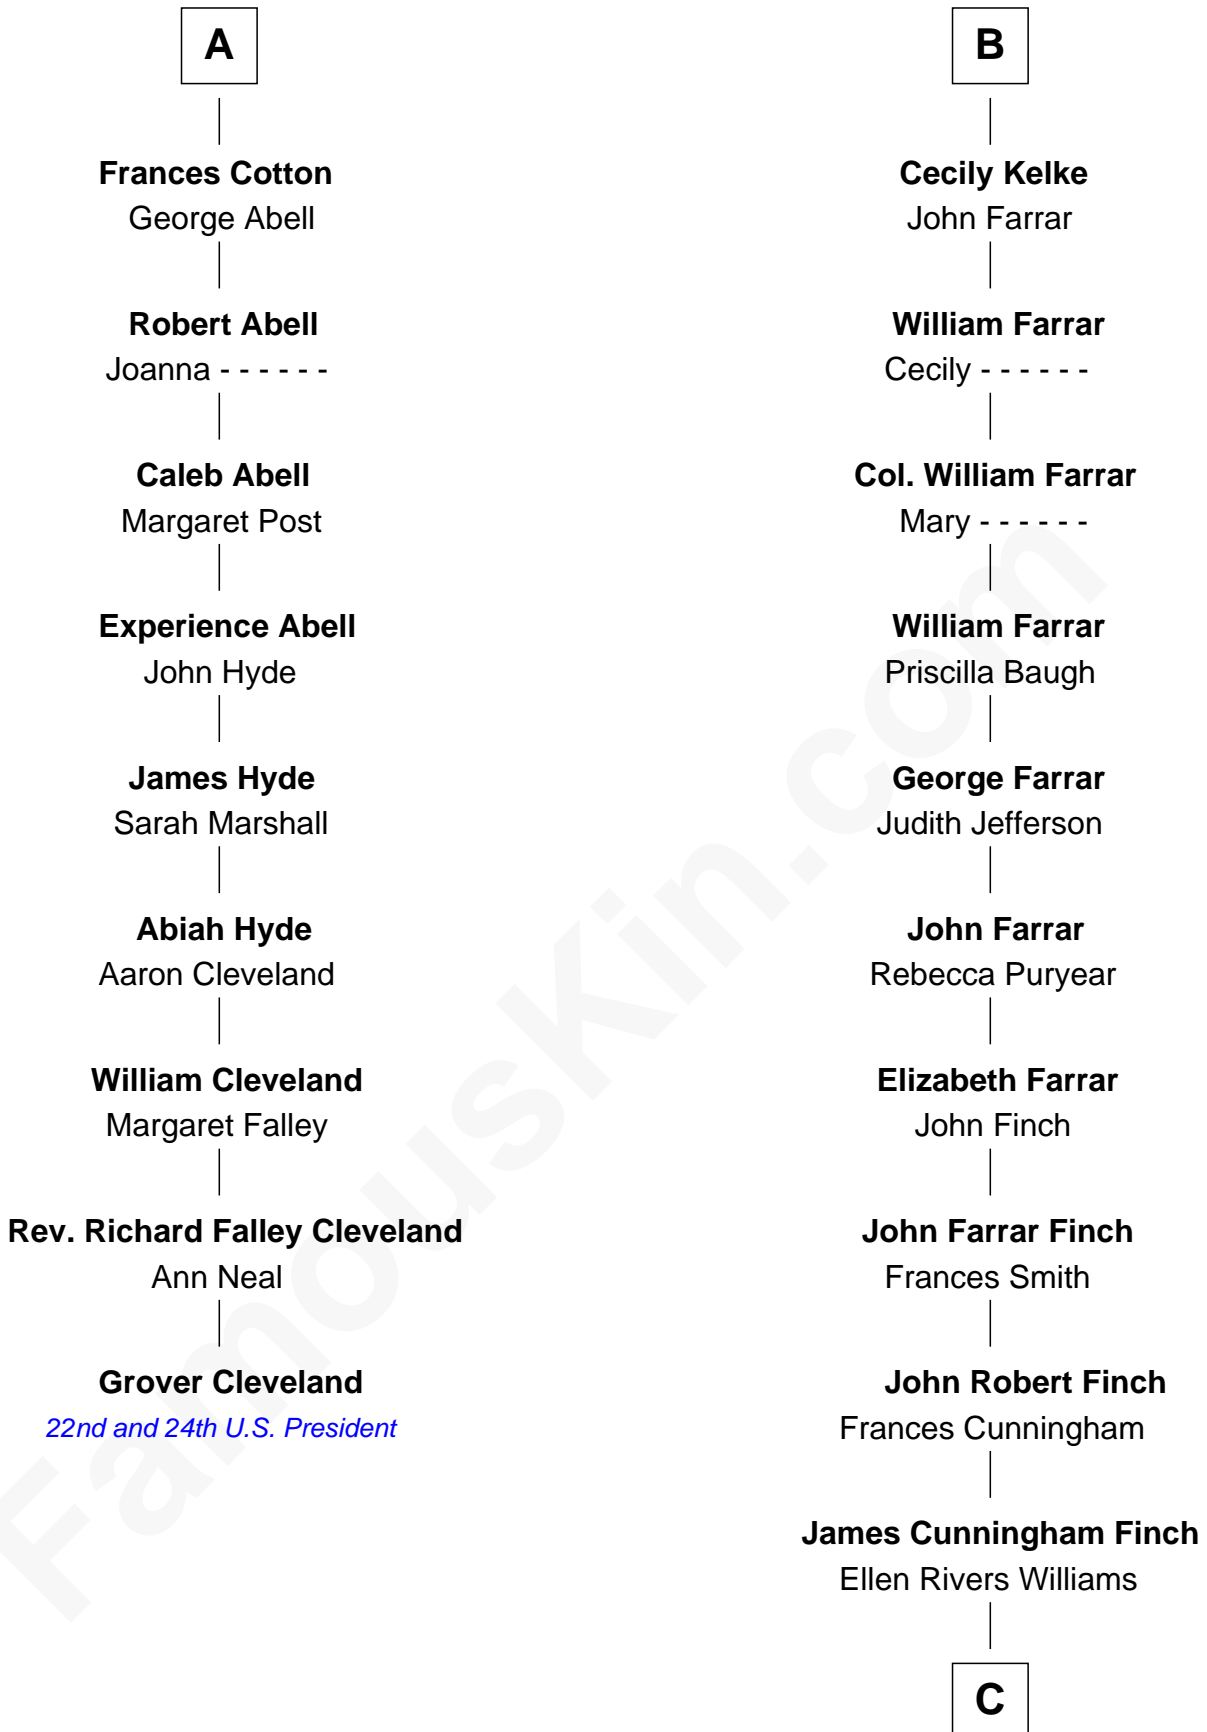 A
Frances Cotton
George Abell
Robert Abell
Joanna - - - - - -
Caleb Abell
Margaret Post
Experience Abell
John Hyde
James Hyde
Sarah Marshall
Abiah Hyde
Aaron Cleveland
William Cleveland
Margaret Falley
Rev. Richard Falley Cleveland
Ann Neal
Grover Cleveland
22nd and 24th U.S. President
B
Cecily Kelke
John Farrar
William Farrar
Cecily - - - - - -
Col. William Farrar
Mary - - - - - -
William Farrar
Priscilla Baugh
George Farrar
Judith Jefferson
John Farrar
Rebecca Puryear
Elizabeth Farrar
John Finch
John Farrar Finch
Frances Smith
John Robert Finch
Frances Cunningham
James Cunningham Finch
Ellen Rivers Williams
C
FamousKin.com